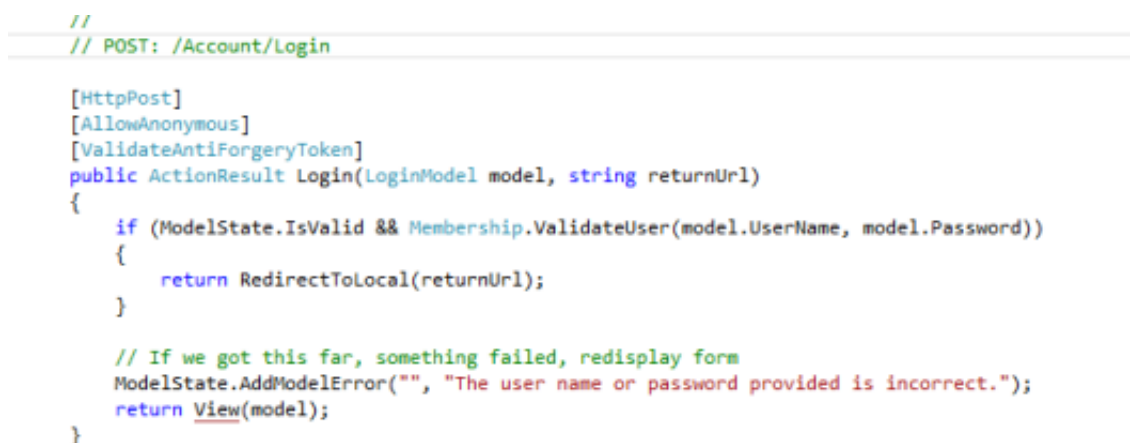 //
// POST: /Account/Login
[HttpPost]
[AllowAnonymous]
[ValidateAntiForgeryToken]
public ActionResult Login(LoginModel model, string returnUrl)
{
if (ModelState.IsValid && Membership.ValidateUser(model.UserName, model.Password))
{
return RedirectToLocal(returnUrl);
}
// If we got this far, something failed, redisplay form
ModelState.AddModelError("", "The user name or password provided is incorrect.");
return View(model);
}